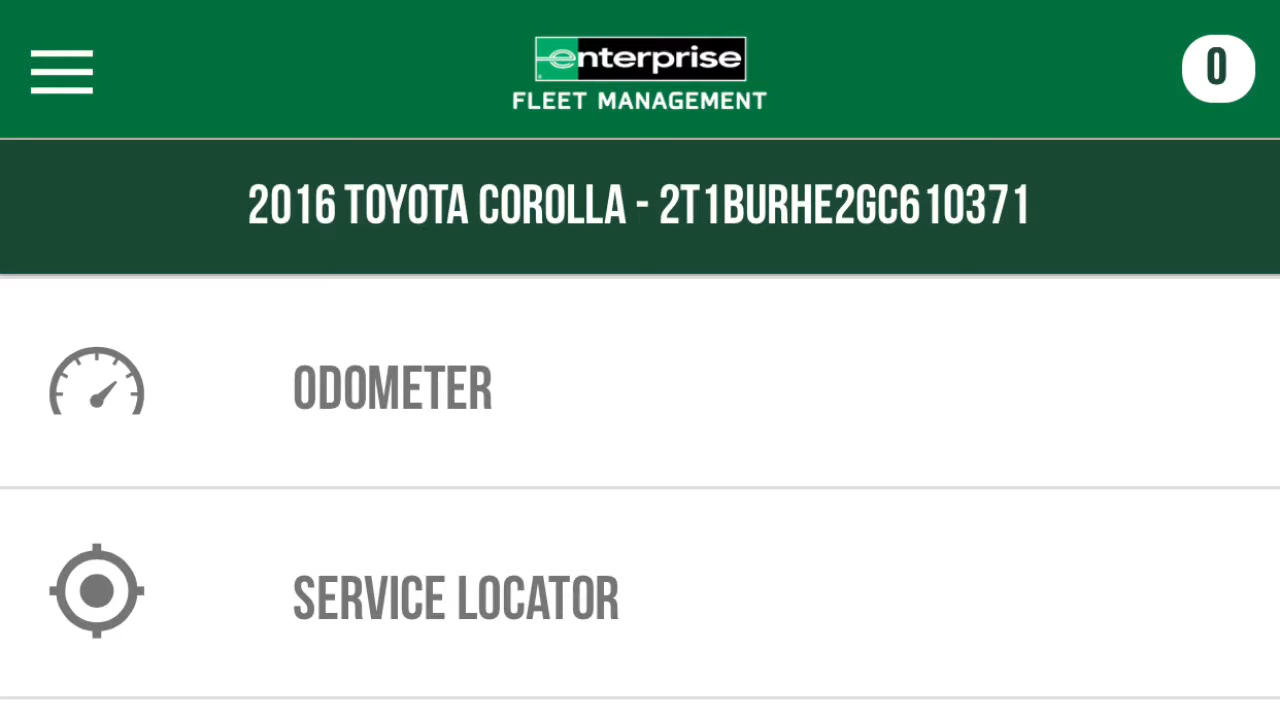 enterprise
FLEET MANAGEMENT
0
2016 TOYOTA COROLLA - 2T1BURHE2GC610371
ODOMETER
SERVICE LOCATOR